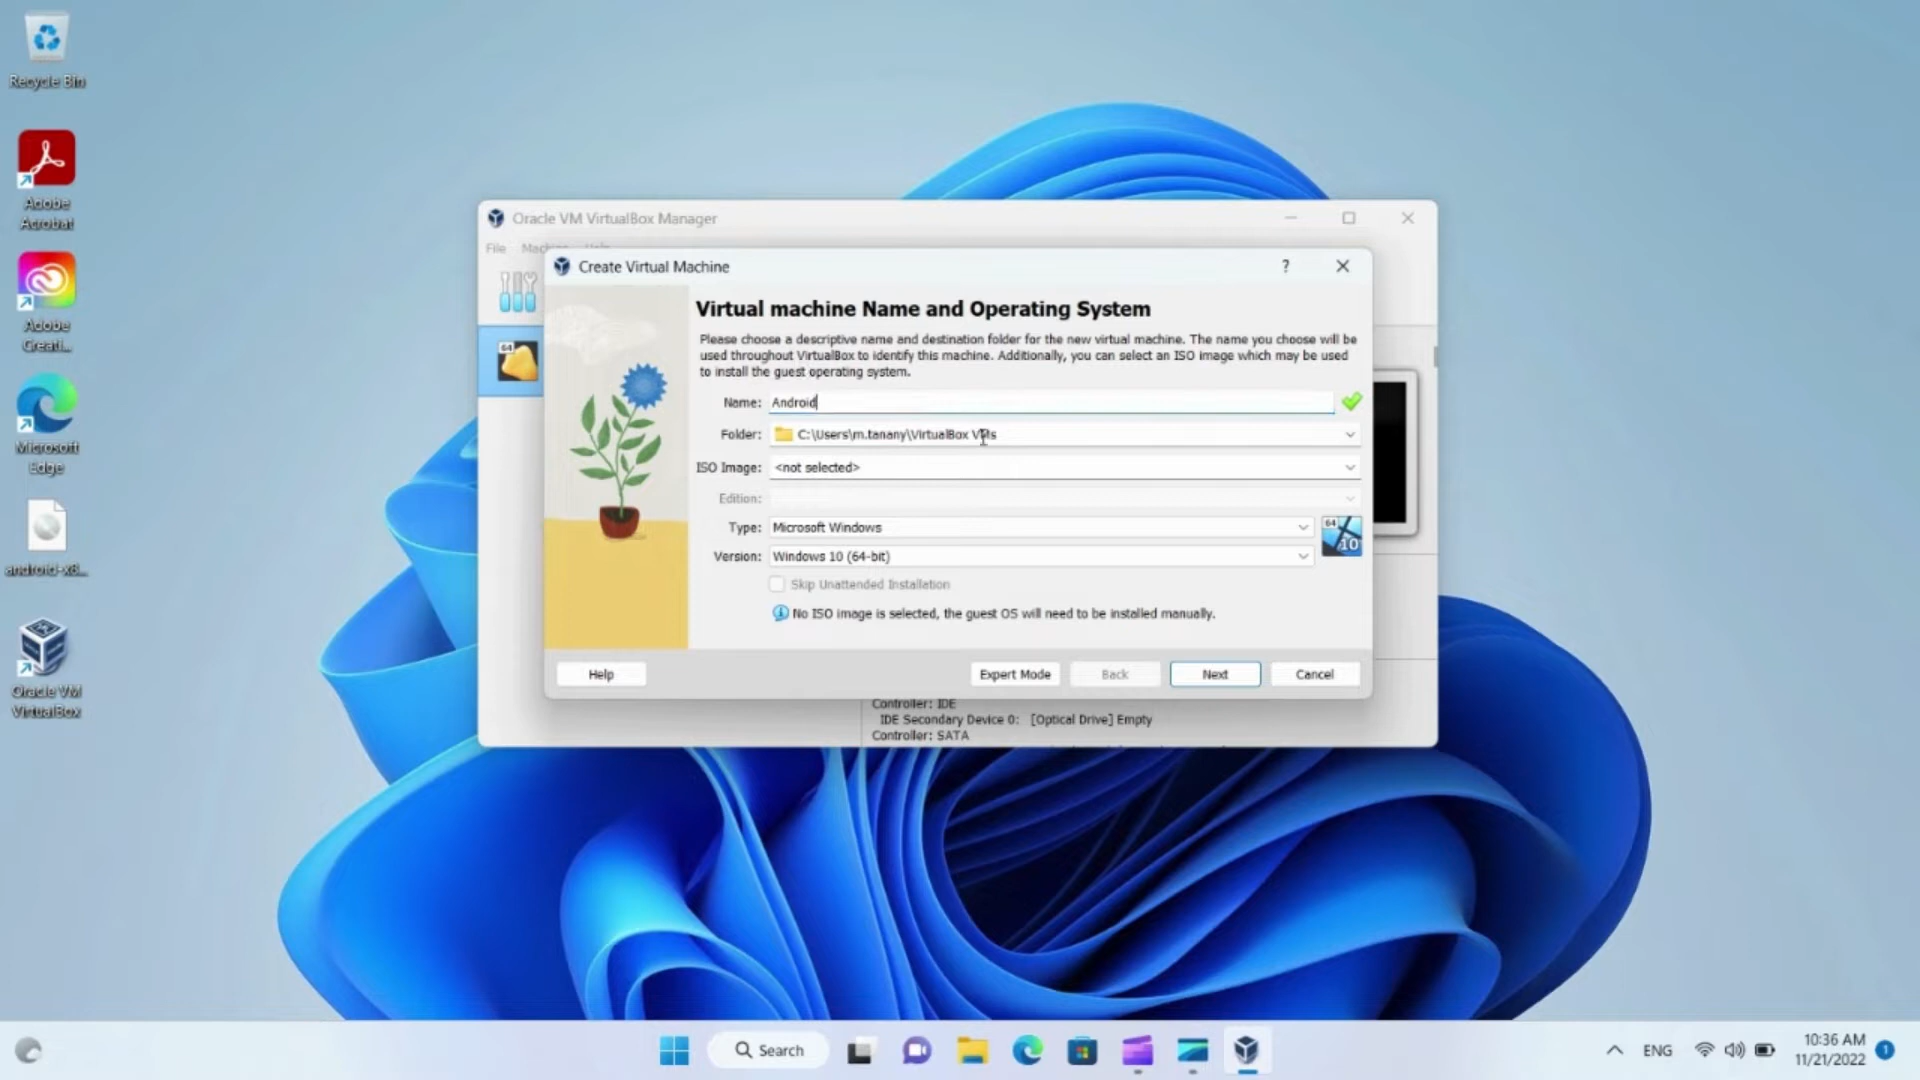 Recycle Bin
Adobe
Acrobat
Adobe
Creati...
Microsoft
Edge
android-x8...
Oracle VM
VirtualBox
Oracle VM VirtualBox Manager
File
Create Virtual Machine
?
Virtual machine Name and Operating System
Please choose a descriptive name and destination folder for the new virtual machine. The name you choose will be
used throughout VirtualBox to identify this machine. Additionally, you can select an ISO image which may be used
to install the guest operating system.
Name: Android
Folder: C:\Users\m.tanany\VirtualBox VMs
ISO Image: <not selected>
Edition:
Type: Microsoft Windows
64
10
Version: Windows 10 (64-bit)
Skip Unattended Installation
No ISO image is selected, the guest OS will need to be installed manually.
Help
Expert Mode
Back
Next
Cancel
64
Controller: IDE
IDE Secondary Device 0: [Optical Drive] Empty
Controller: SATA
Search
ENG
10:36 AM
11/21/2022
1